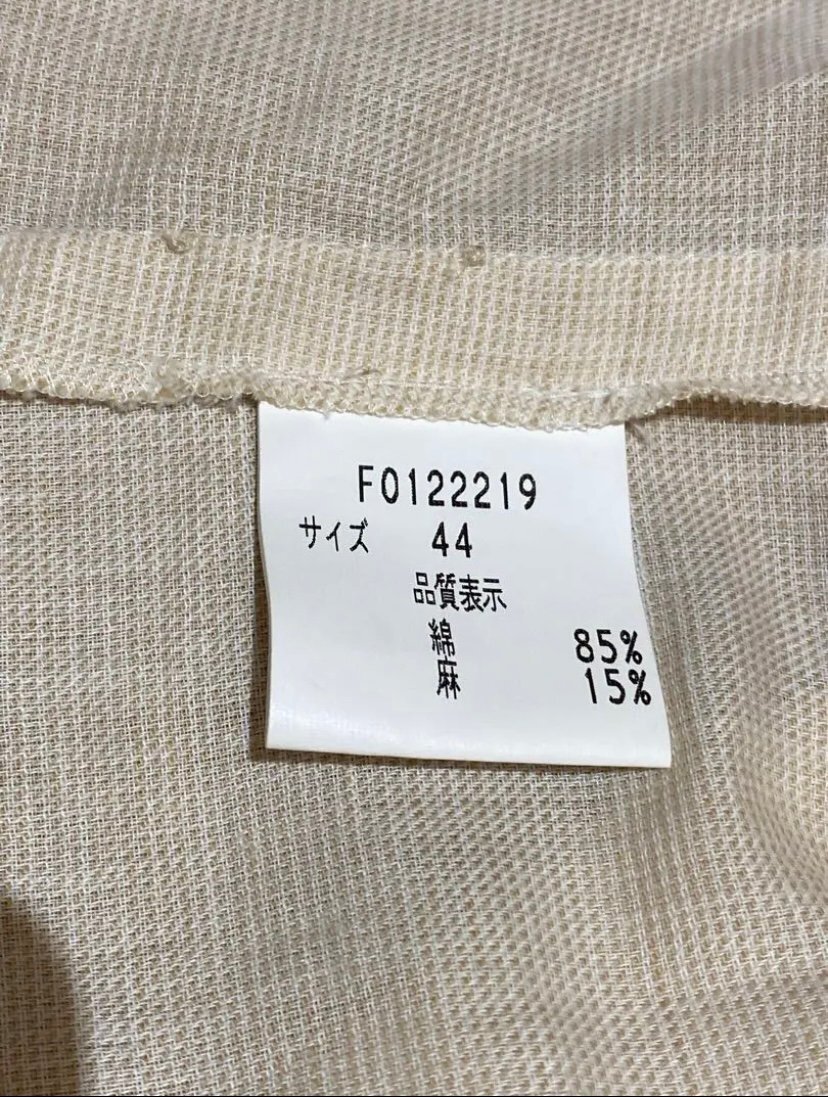 F0122219
サイズ 44
品質表示
綿 85%
麻 15%